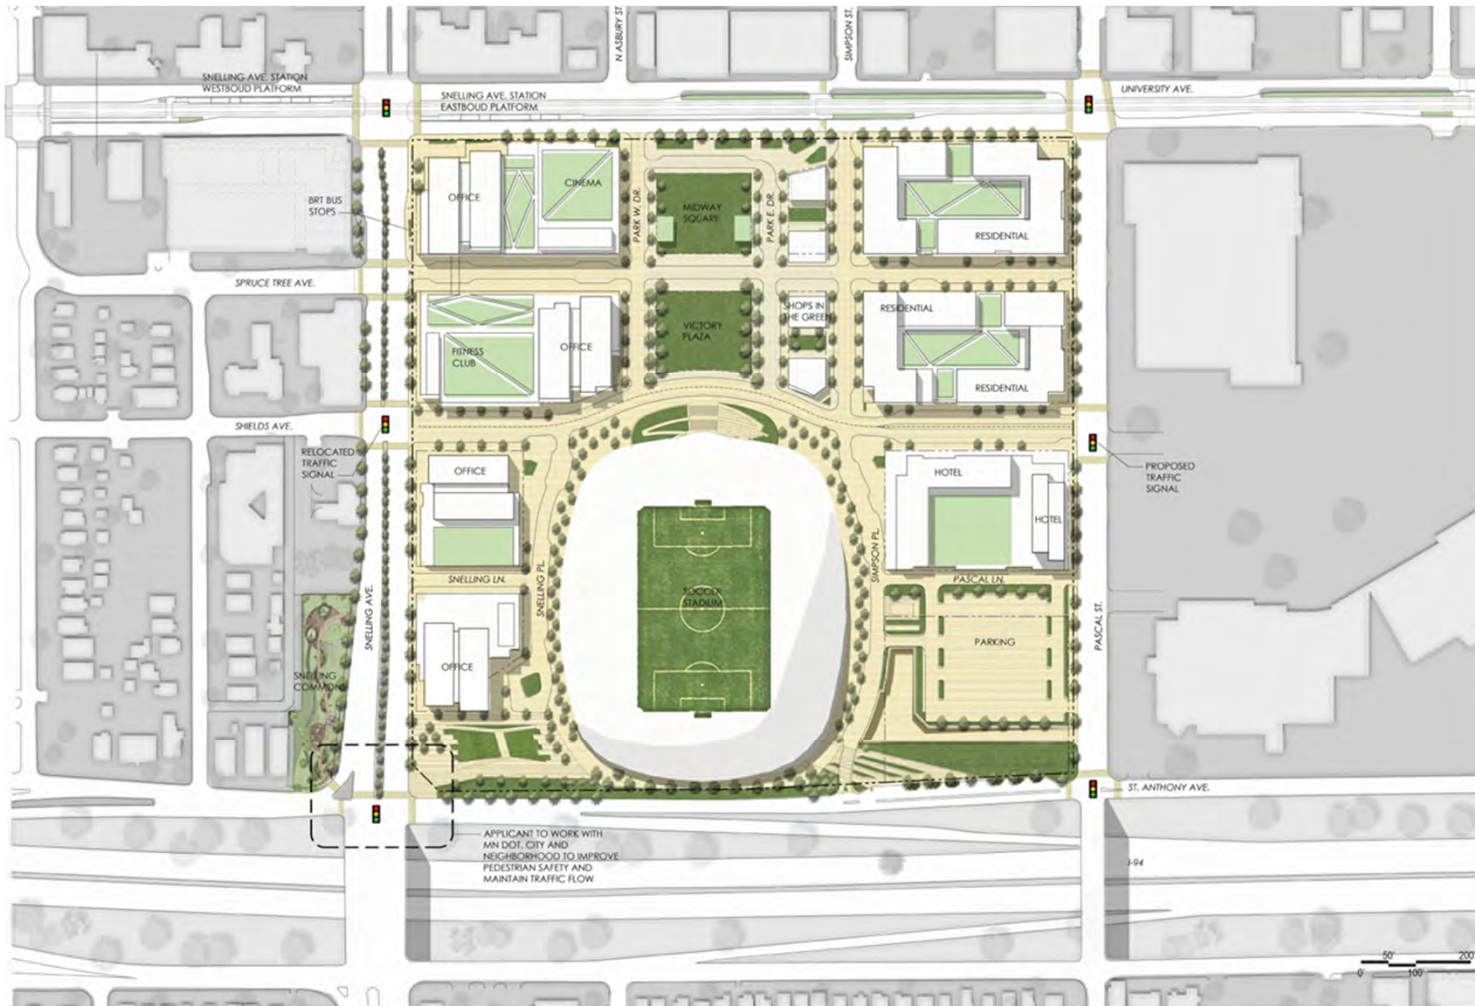 N ASBURY ST
SIMPSON ST.
SNELLING AVE. STATION
WESTBOUD PLATFORM
SNELLING AVE. STATION
EASTBOUD PLATFORM
UNIVERSITY AVE.
OFFICE
CINEMA
PARK W. DR.
MIDWAY
SQUARE
PARK E. DR.
RESIDENTIAL
BRT BUS
STOPS
SPRUCE TREE AVE.
FITNESS
CLUB
OFFICE
VICTORY
PLAZA
SHOPS IN
THE GREEN
RESIDENTIAL
RESIDENTIAL
SHIELDS AVE.
RELOCATED
TRAFFIC
SIGNAL
OFFICE
HOTEL
HOTEL
PROPOSED
TRAFFIC
SIGNAL
SNELLING LN.
SNELLING PL.
SOCCER
STADIUM
SIMPSON PL.
PASCAL LN.
SNELLING AVE.
PASCAL ST.
OFFICE
PARKING
SNELLING
COMMONS
ST. ANTHONY AVE.
APPLICANT TO WORK WITH
MN DOT, CITY AND
NEIGHBORHOOD TO IMPROVE
PEDESTRIAN SAFETY AND
MAINTAIN TRAFFIC FLOW
I-94
50'
200'
0'
100'